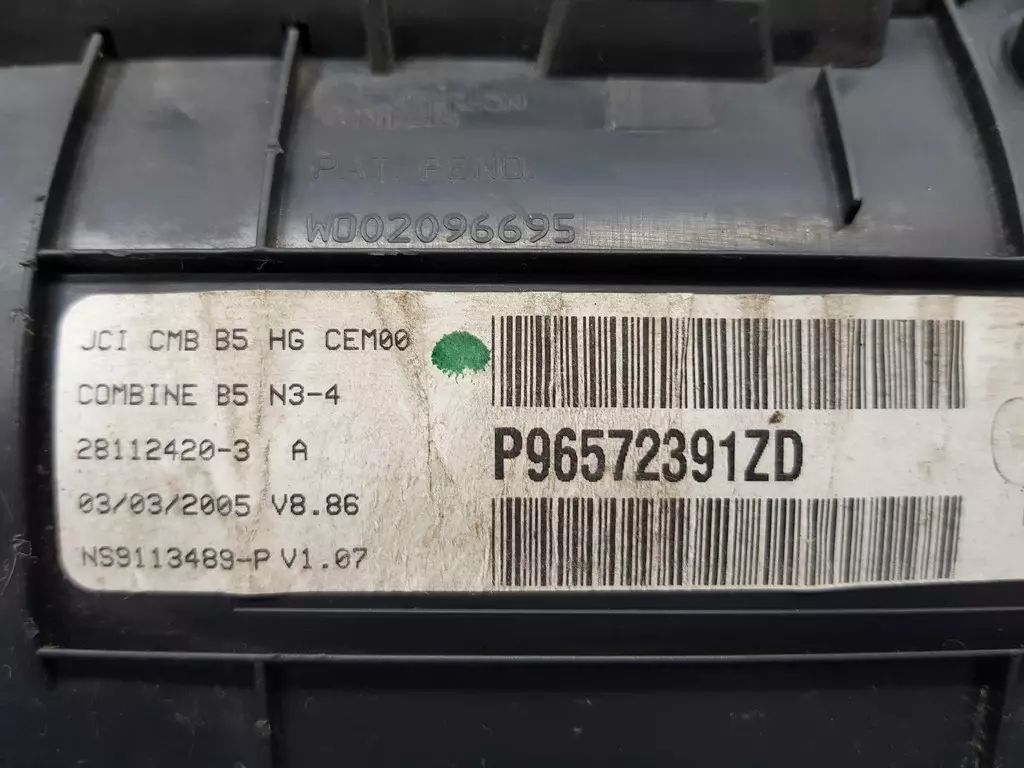 PAT. PEND.
WO02096695
JCI CMB B5 HG CEM00
COMBINE B5 N3-4
28112420-3 A
03/03/2005 V8.86
NS9113489-P V1.07
P96572391ZD